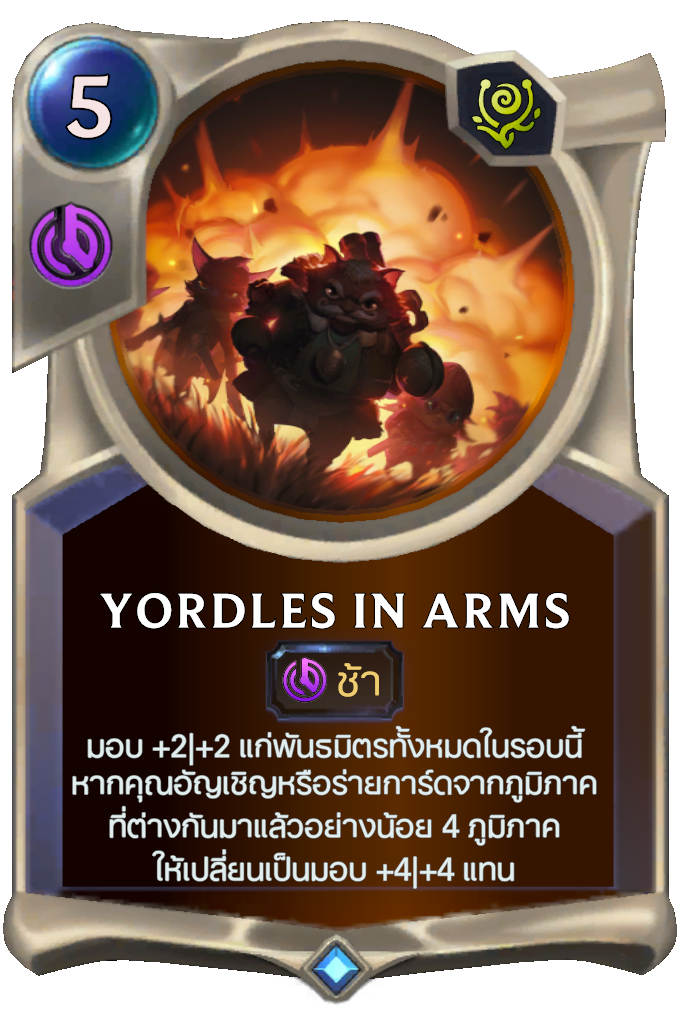 5
YORDLES IN ARMS
ช้า
มอบ +2|+2 แก่พันธมิตรทั้งหมดในรอบนี้
หากคุณอัญเชิญหรือร่ายการ์ดจากภูมิภาค
ที่ต่างกันมาแล้วอย่างน้อย 4 ภูมิภาค
ให้เปลี่ยนเป็นมอบ +4|+4 แทน